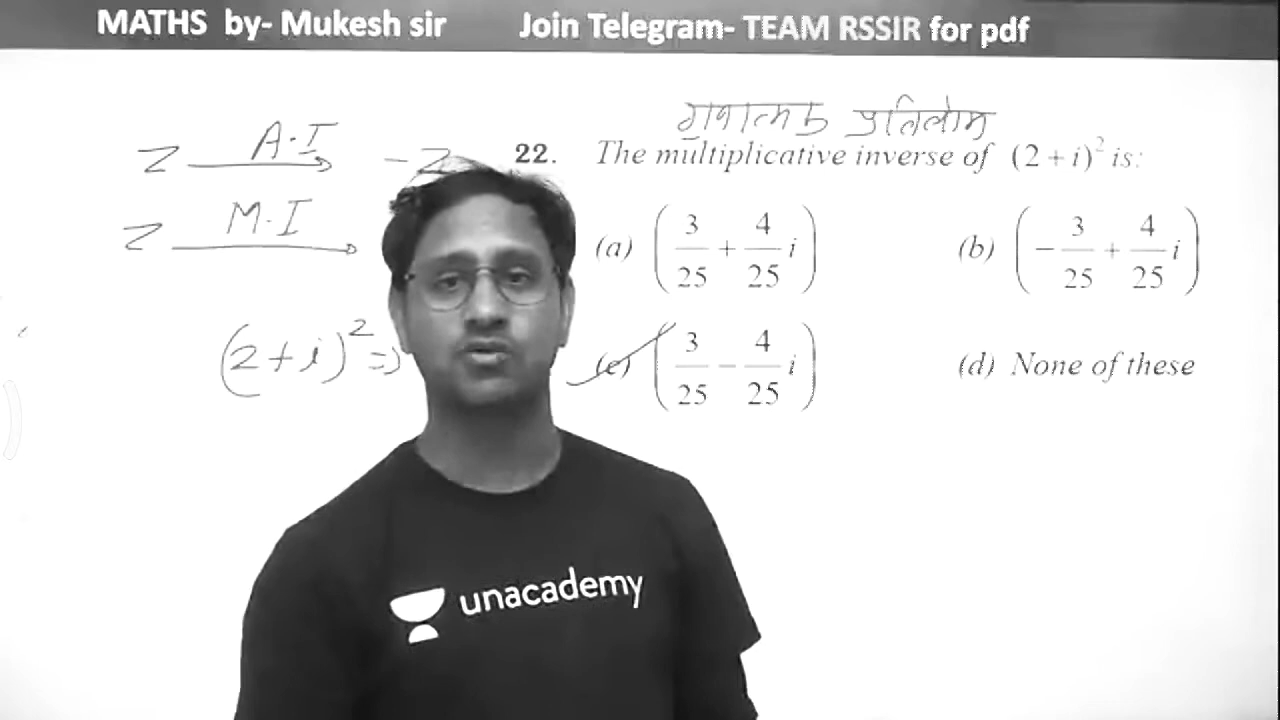 MATHS by- Mukesh sir Join Telegram- TEAM RSSIR for pdf
गुणात्मक प्रतिलोम
Z A.I → -Z
22. The multiplicative inverse of (2 + i)² is:
Z M.I →
(a) (3/25 + 4/25 i) (b) (-3/25 + 4/25 i)
(2+i)² ⇒
(c) (3/25 - 4/25 i) (d) None of these
unacademy